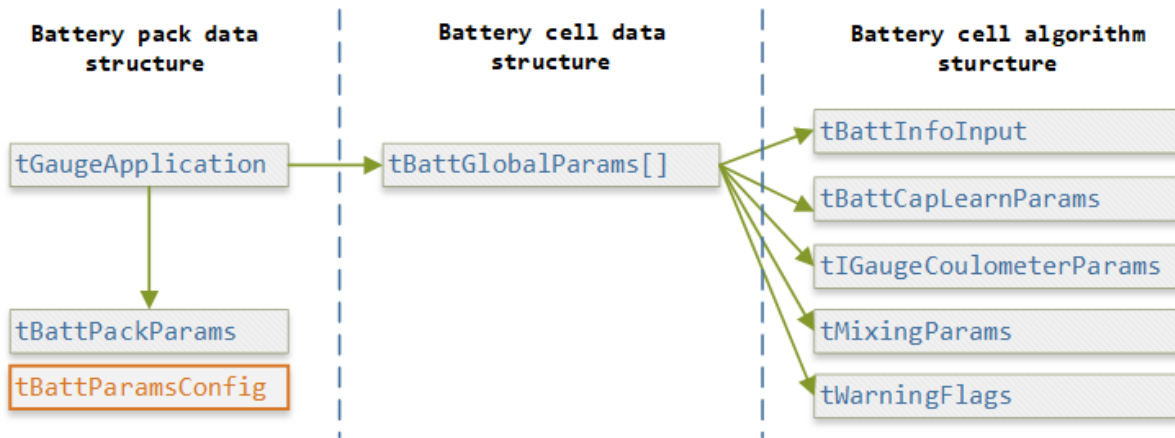 Battery pack data
structure
Battery cell data
structure
Battery cell algorithm
sturcture
tGaugeApplication
tBattPackParams
tBattParamsConfig
tBattGlobalParams[]
tBattInfoInput
tBattCapLearnParams
tIGaugeCoulometerParams
tMixingParams
tWarningFlags